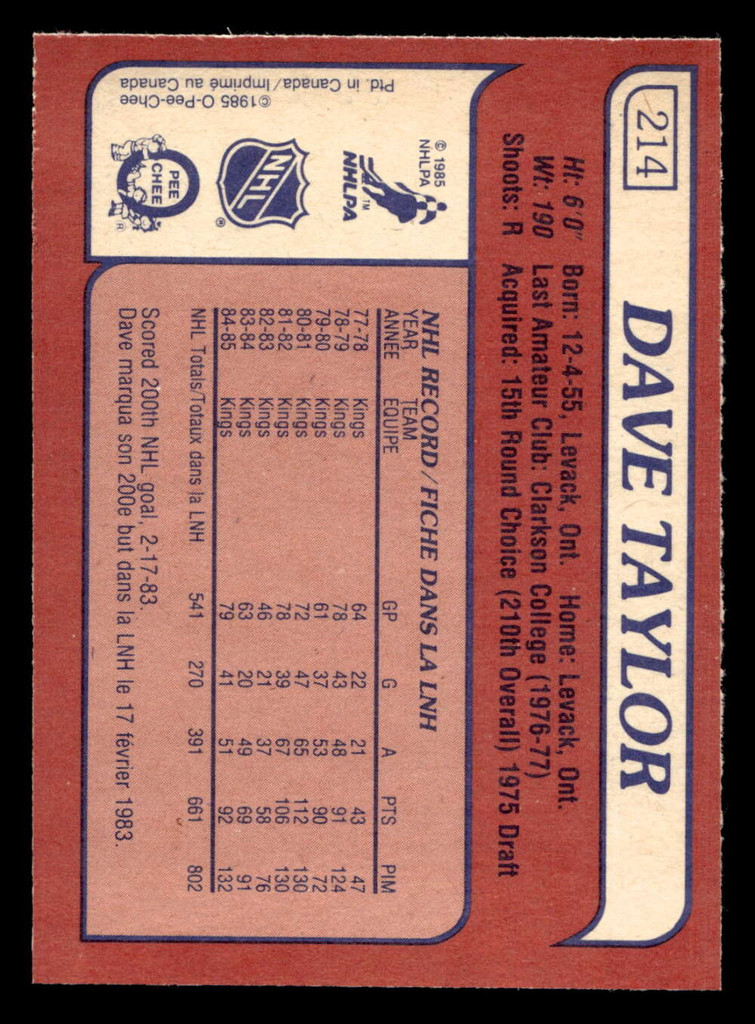 214
DAVE TAYLOR
Ht: 6'0" Born: 12-4-55, Levack, Ont. Home: Levack, Ont.
Wt: 190 Last Amateur Club: Clarkson College (1976-77)
Shoots: R Acquired: 15th Round Choice (210th Overall) 1975 Draft
© 1985
NHLPA
NHLPA TM
NHL ®
O PEE CHEE R
©1985 O-Pee-Chee
Ptd. in Canada/Imprimé au Canada
NHL RECORD/FICHE DANS LA LNH
YEAR TEAM
ANNÉE EQUIPE GP G A PTS PIM
77-78 Kings 64 22 21 43 47
78-79 Kings 78 43 48 91 124
79-80 Kings 61 37 53 90 72
80-81 Kings 72 47 65 112 130
81-82 Kings 78 39 67 106 130
82-83 Kings 46 21 37 58 76
83-84 Kings 63 20 49 69 91
84-85 Kings 79 41 51 92 132
NHL Totals/Totaux dans la LNH 541 270 391 661 802
Scored 200th NHL goal, 2-17-83.
Dave marqua son 200e but dans la LNH le 17 février 1983.